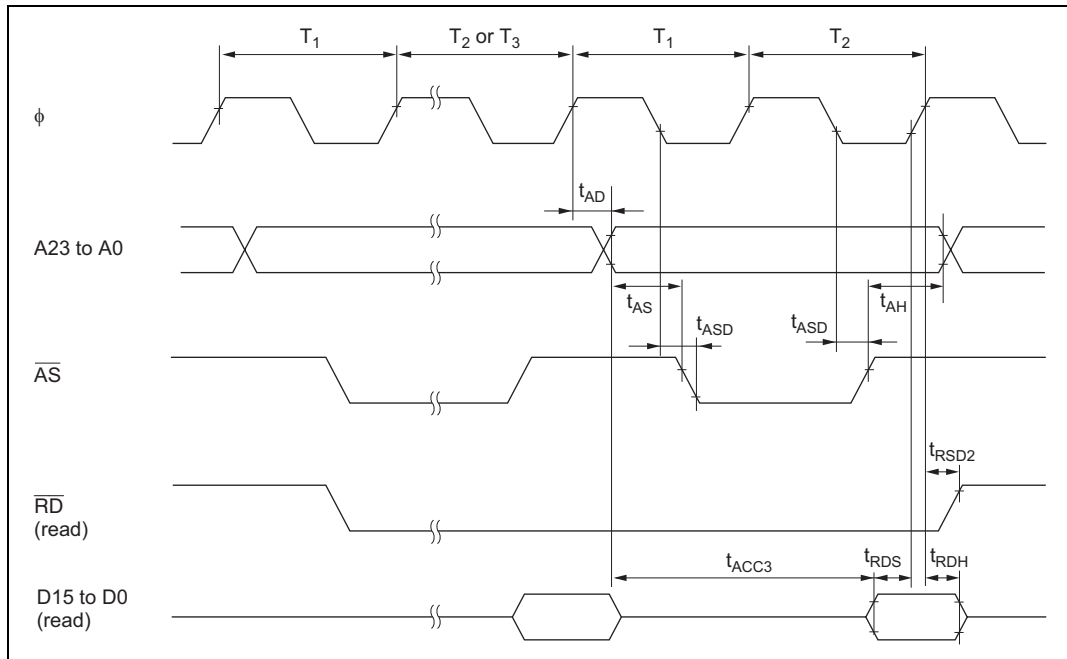 T1 T2 or T3 T1 T2
ϕ
tAD
A23 to A0
tAS tAH
tASD tASD
AS
tRSD2
RD
(read)
tACC3 tRDS tRDH
D15 to D0
(read)